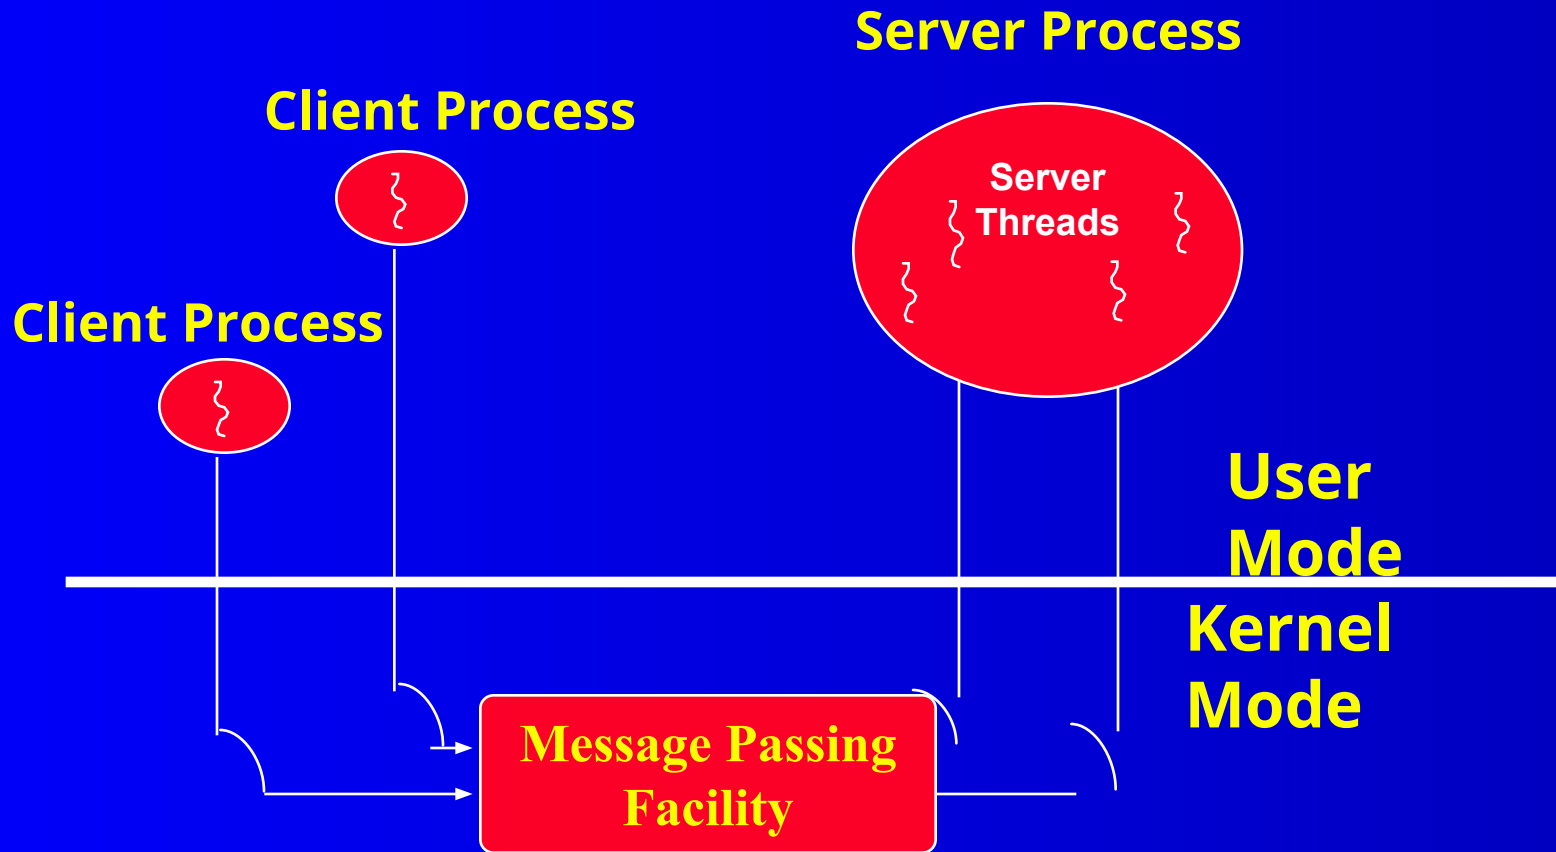 Server Process
Client Process
Server
Threads
Client Process
User
Mode
Kernel
Mode
Message Passing
Facility